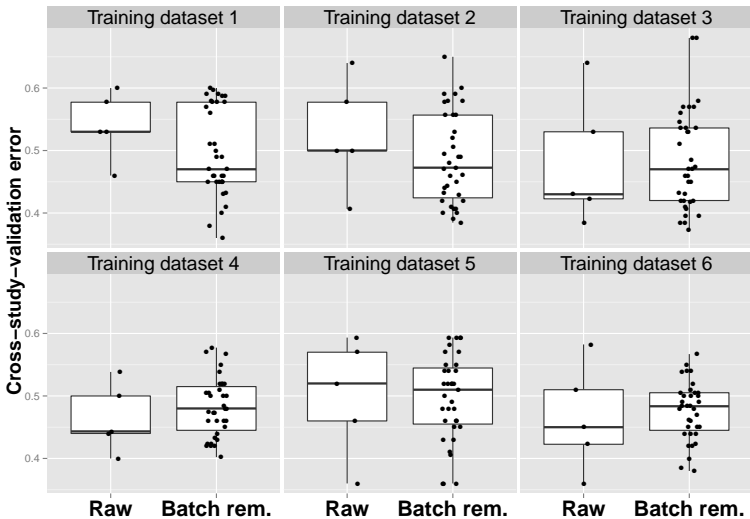 Training dataset 1
Training dataset 2
Training dataset 3
0.6
0.5
0.4
Cross−study−validation error
Training dataset 4
Training dataset 5
Training dataset 6
0.6
0.5
0.4
Raw Batch rem. Raw Batch rem. Raw Batch rem.